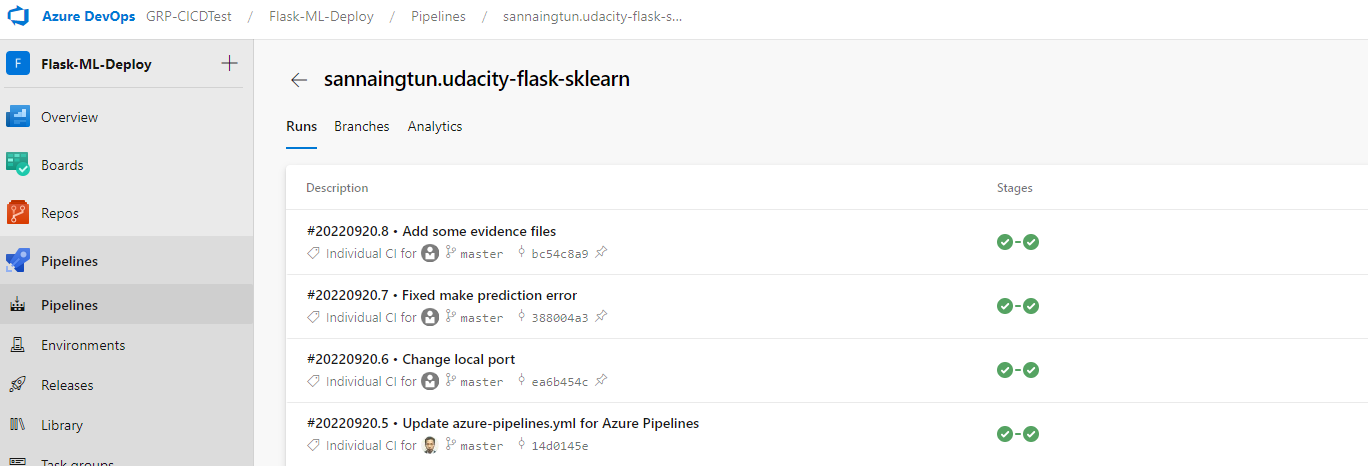 Azure DevOps GRP-CICDTest / Flask-ML-Deploy / Pipelines / sannaingtun.udacity-flask-s...
F Flask-ML-Deploy
Overview
Boards
Repos
Pipelines
Pipelines
Environments
Releases
Library
Task groups
sannaingtun.udacity-flask-sklearn
Runs Branches Analytics
Description Stages
#20220920.8 • Add some evidence files
Individual CI for master bc54c8a9
#20220920.7 • Fixed make prediction error
Individual CI for master 388004a3
#20220920.6 • Change local port
Individual CI for master ea6b454c
#20220920.5 • Update azure-pipelines.yml for Azure Pipelines
Individual CI for master 14d0145e